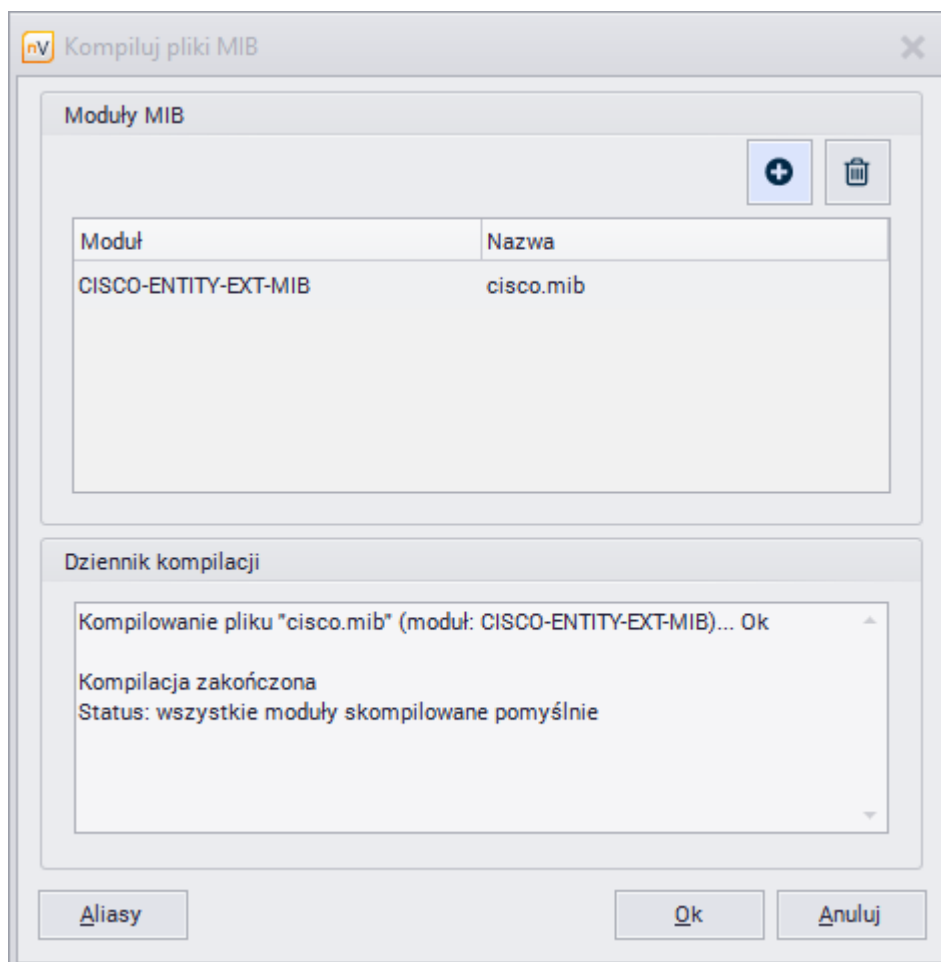 nV Kompiluj pliki MIB
Moduły MIB
Moduł Nazwa
CISCO-ENTITY-EXT-MIB cisco.mib
Dziennik kompilacji
Kompilowanie pliku "cisco.mib" (moduł: CISCO-ENTITY-EXT-MIB)... Ok
Kompilacja zakończona
Status: wszystkie moduły skompilowane pomyślnie
Aliasy Ok Anuluj